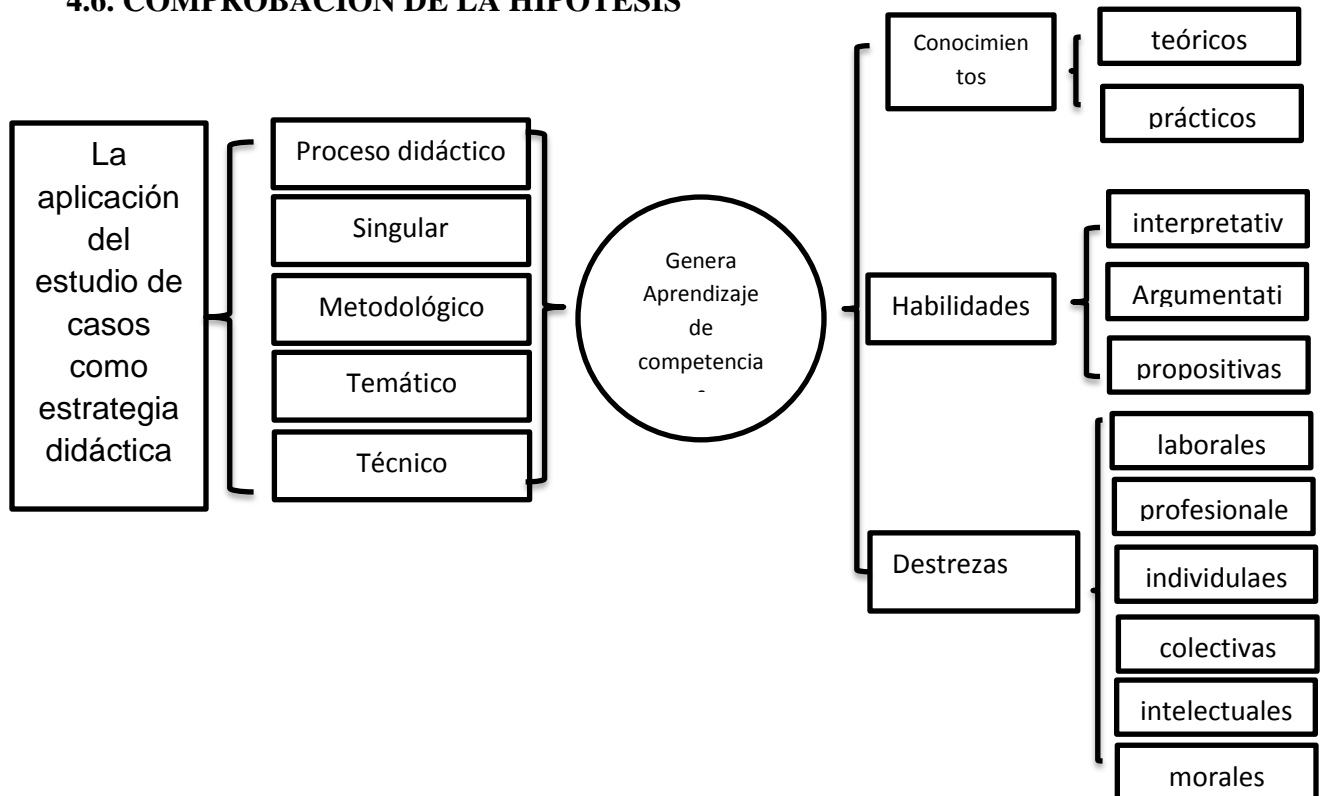 4.6. COMPROBACIÓN DE LA HIPÓTESIS
La
aplicación
del
estudio de
casos
como
estrategia
didáctica
Proceso didáctico
Singular
Metodológico
Temático
Técnico
Genera
Aprendizaje
de
competencia
Conocimien
tos
teóricos
prácticos
Habilidades
interpretativ
Argumentati
propositivas
Destrezas
laborales
profesionale
individulaes
colectivas
intelectuales
morales